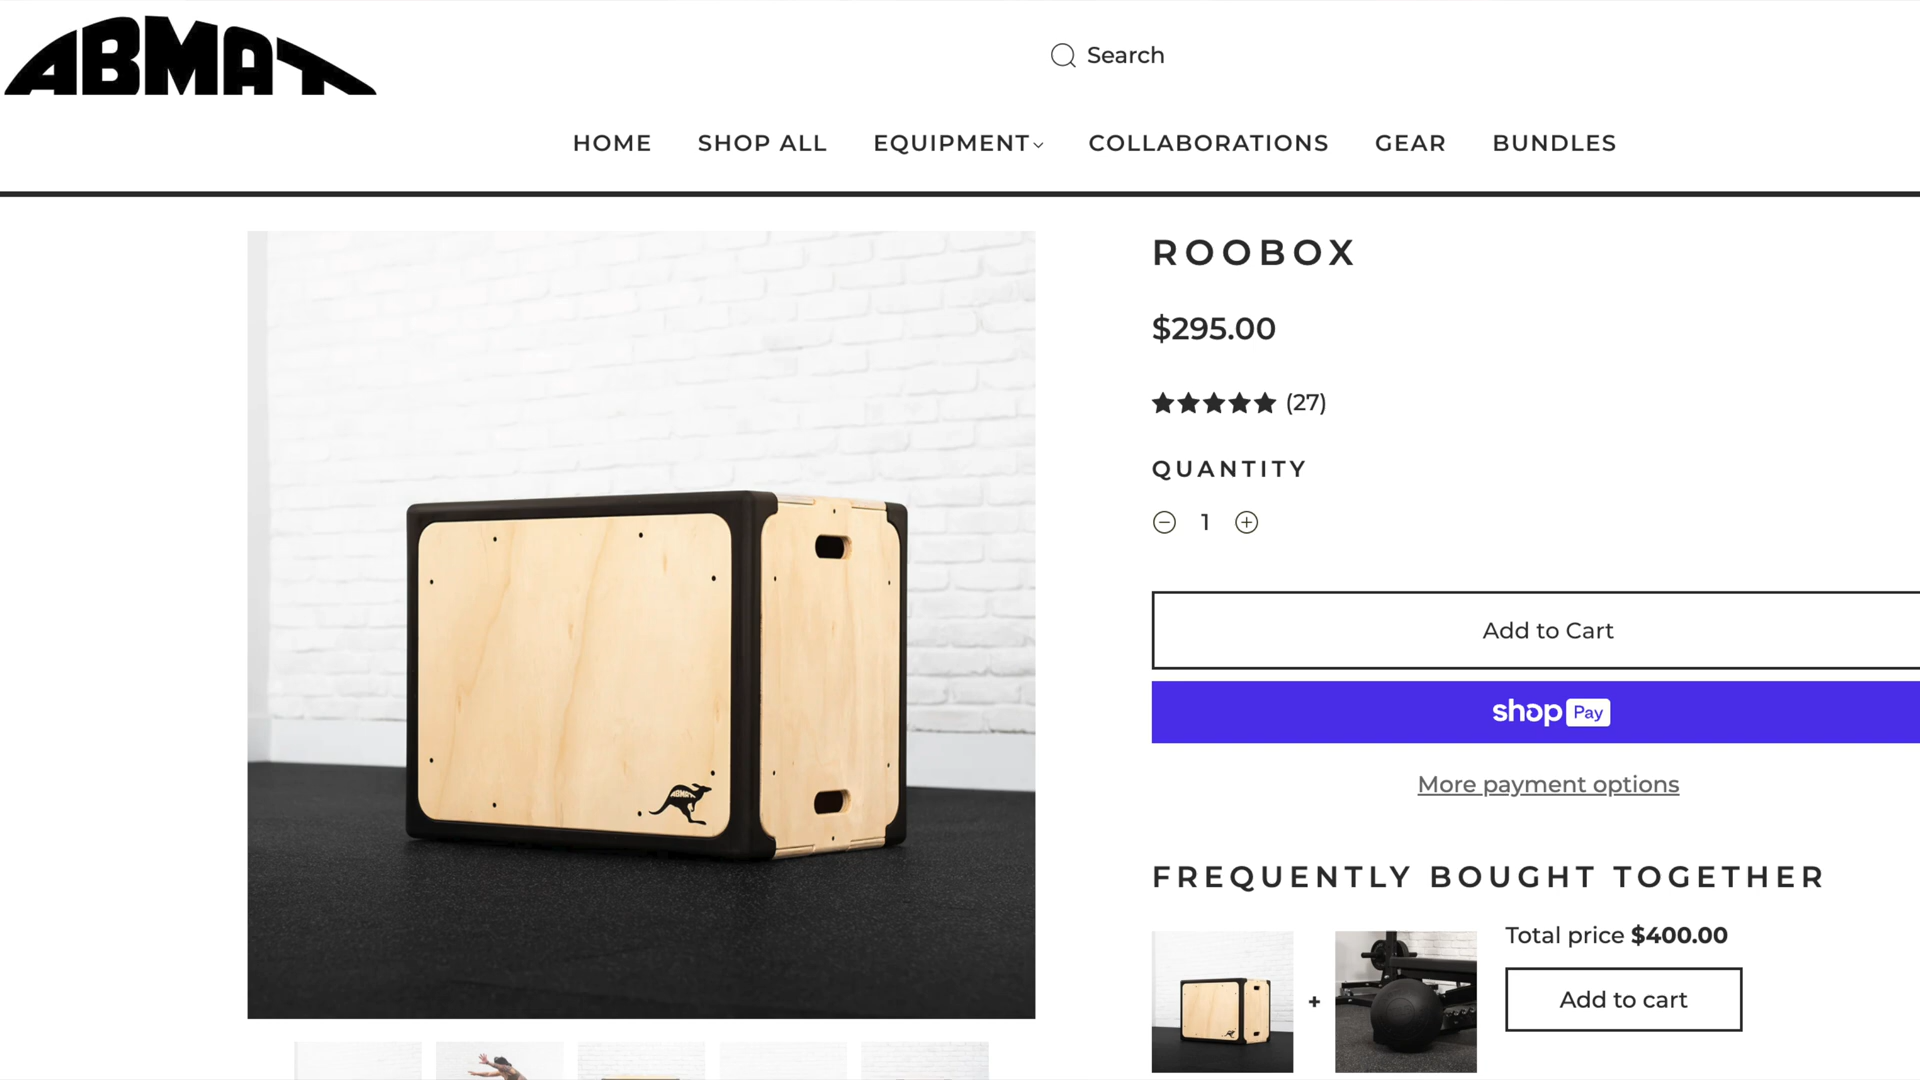 ABMAT
Search
HOME SHOP ALL EQUIPMENT COLLABORATIONS GEAR BUNDLES
ROOBOX
$295.00
(27)
QUANTITY
1
Add to Cart
shop Pay
More payment options
FREQUENTLY BOUGHT TOGETHER
Total price $400.00
+
Add to cart
ABMAT